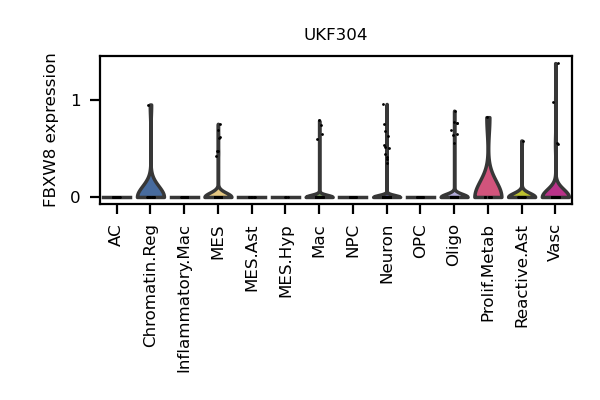 UKF304
FBXW8 expression
1
0
AC
Chromatin.Reg
Inflammatory.Mac
MES
MES.Ast
MES.Hyp
Mac
NPC
Neuron
OPC
Oligo
Prolif.Metab
Reactive.Ast
Vasc